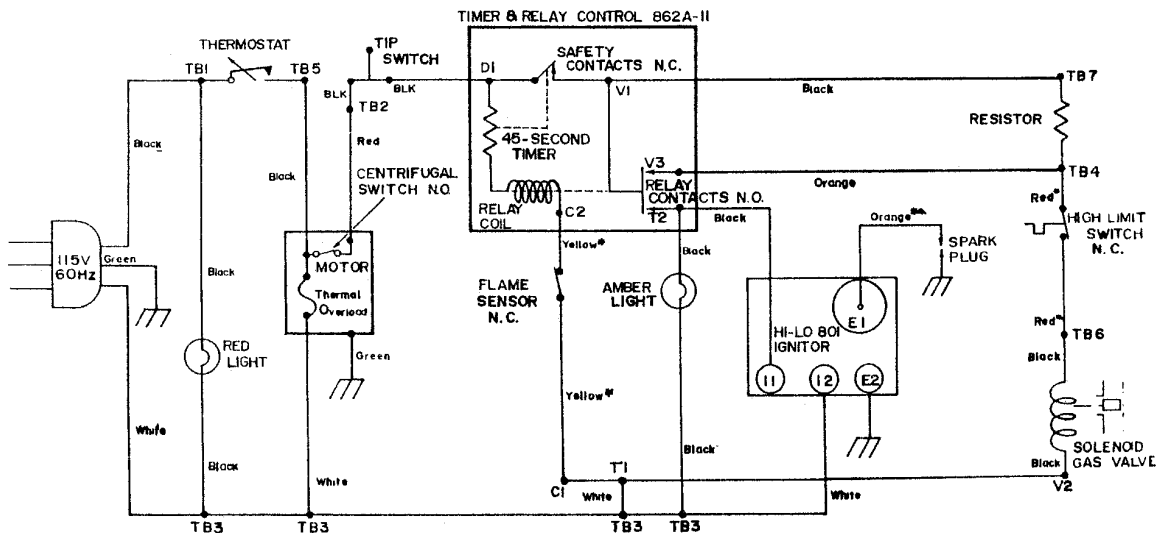 TIMER & RELAY CONTROL 862A-11
THERMOSTAT
TIP
SWITCH
SAFETY
CONTACTS N.C.
TB1
TB5
BLK
BLK
TB2
D1
V1
Black
TB7
RESISTOR
Red
45-SECOND
TIMER
Black
Black
CENTRIFUGAL
SWITCH N.O.
V3
RELAY
CONTACTS N.O.
T2
Orange
TB4
RELAY
COIL
C2
Black
Red*
HIGH LIMIT
SWITCH
N.C.
115V
60Hz
Green
MOTOR
Thermal
Overload
Yellow*
Black
Orange**
SPARK
PLUG
Black
FLAME
SENSOR
N.C.
AMBER
LIGHT
E1
HI-LO 801
IGNITOR
Red*
TB6
RED
LIGHT
Green
Black
I1
I2
E2
Yellow*
White
Black
White
Black
SOLENOID
GAS VALVE
Black
V2
C1
T1
White
White
TB3
TB3
TB3
TB3